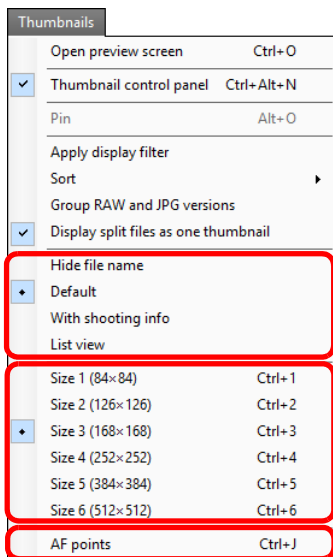 Thumbnails
Open preview screen Ctrl+O
Thumbnail control panel Ctrl+Alt+N
Pin Alt+O
Apply display filter
Sort
Group RAW and JPG versions
Display split files as one thumbnail
Hide file name
Default
With shooting info
List view
Size 1 (84×84) Ctrl+1
Size 2 (126×126) Ctrl+2
Size 3 (168×168) Ctrl+3
Size 4 (252×252) Ctrl+4
Size 5 (384×384) Ctrl+5
Size 6 (512×512) Ctrl+6
AF points Ctrl+J